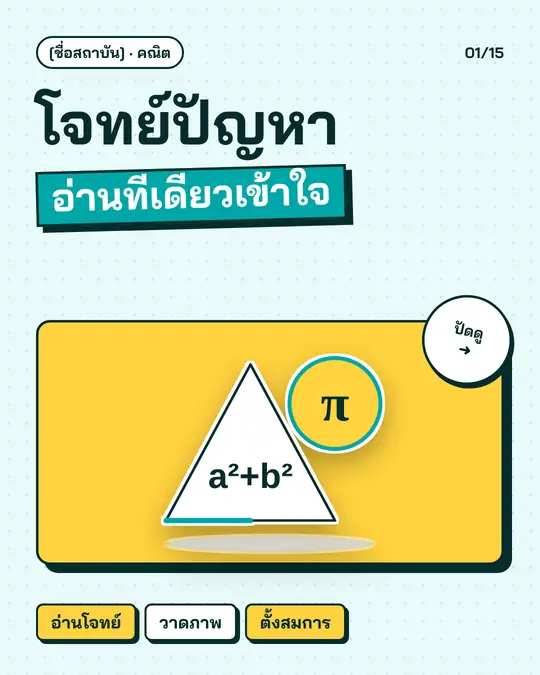 [ชื่อสถาบัน] · คณิต
01/15
โจทย์ปัญหา
อ่านทีเดียวเข้าใจ
ปัดดู
→
π
a²+b²
อ่านโจทย์
วาดภาพ
ตั้งสมการ